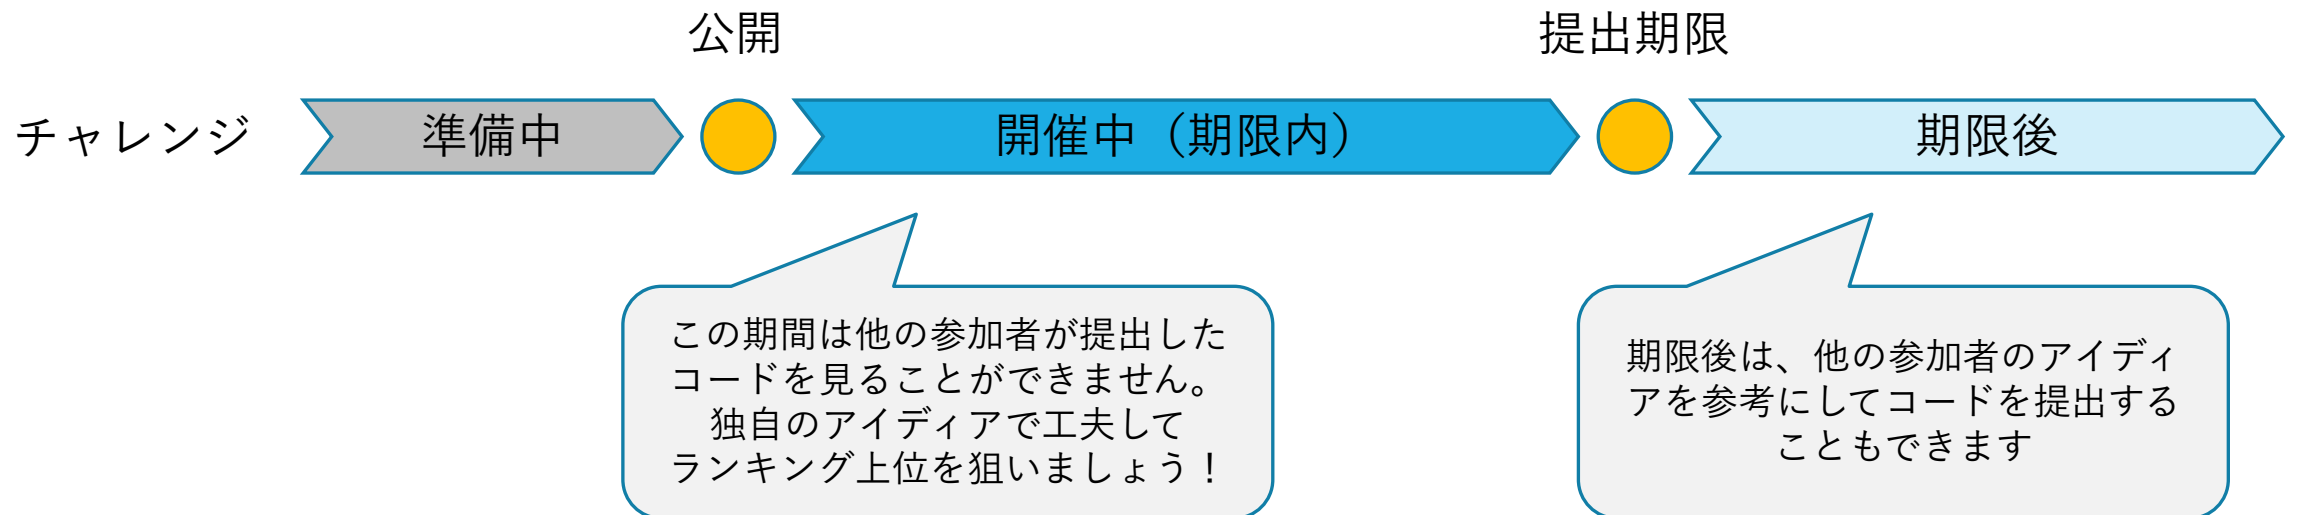 公開
提出期限
チャレンジ
準備中
開催中（期限内）
期限後
この期間は他の参加者が提出した
コードを見ることができません。
独自のアイディアで工夫して
ランキング上位を狙いましょう！
期限後は、他の参加者のアイディ
アを参考にしてコードを提出する
こともできます